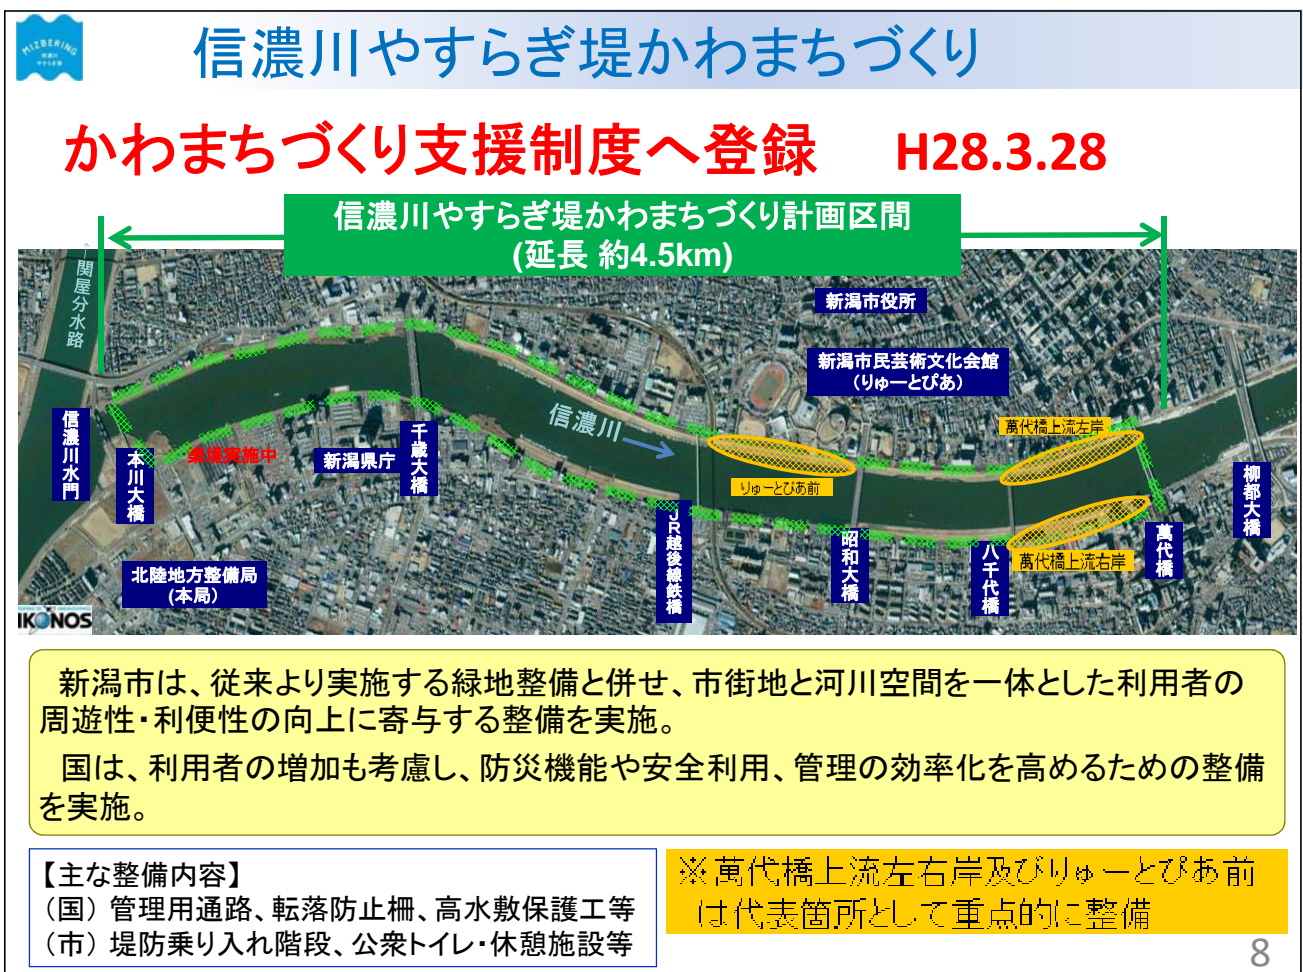 MIZBERING
信濃川
やすらぎ堤
信濃川やすらぎ堤かわまちづくり
かわまちづくり支援制度へ登録 H28.3.28
信濃川やすらぎ堤かわまちづくり計画区間
(延長 約4.5km)
←関屋分水路
新潟市役所
新潟市民芸術文化会館
(りゅーとぴあ)
信濃川
萬代橋上流左岸
信濃川水門
本川大橋
新潟県庁
千歳大橋
りゅーとぴあ前
JR越後線鉄橋
昭和大橋
八千代橋
萬代橋上流右岸
萬代橋
柳都大橋
北陸地方整備局
(本局)
IKONOS
新潟市は、従来より実施する緑地整備と併せ、市街地と河川空間を一体とした利用者の
周遊性・利便性の向上に寄与する整備を実施。
国は、利用者の増加も考慮し、防災機能や安全利用、管理の効率化を高めるための整備
を実施。
【主な整備内容】
(国) 管理用通路、転落防止柵、高水敷保護工等
(市) 堤防乗り入れ階段、公衆トイレ・休憩施設等
※萬代橋上流左右岸及びりゅーとぴあ前
は代表箇所として重点的に整備
8